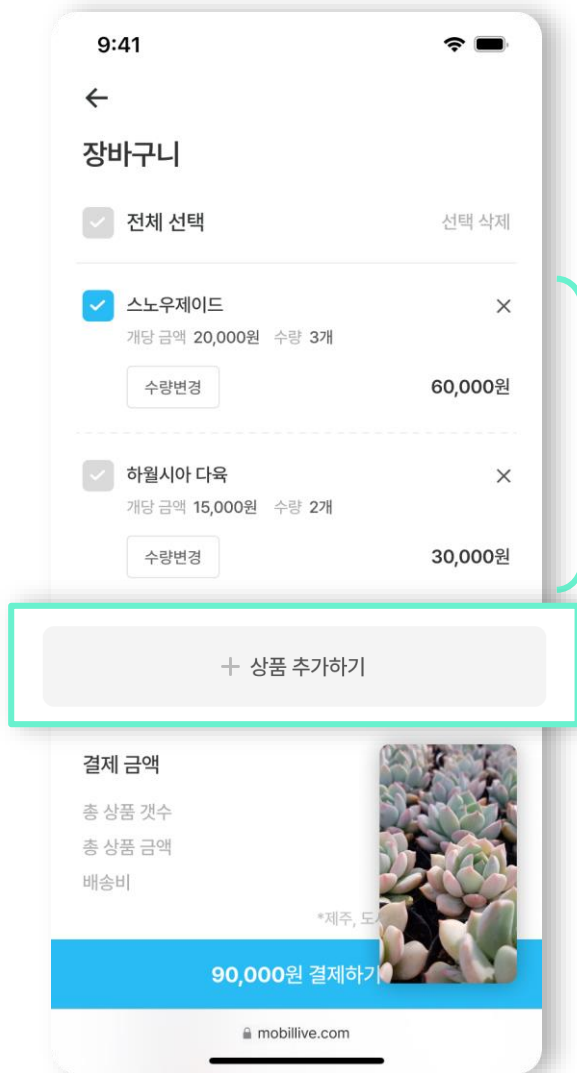 9:41
장바구니
전체 선택 선택 삭제
스노우제이드
개당 금액 20,000원 수량 3개
수량변경 60,000원
하월시아 다육
개당 금액 15,000원 수량 2개
수량변경 30,000원
+ 상품 추가하기
결제 금액
총 상품 갯수
총 상품 금액
배송비
*제주,
90,000원 결제하기
mobillive.com